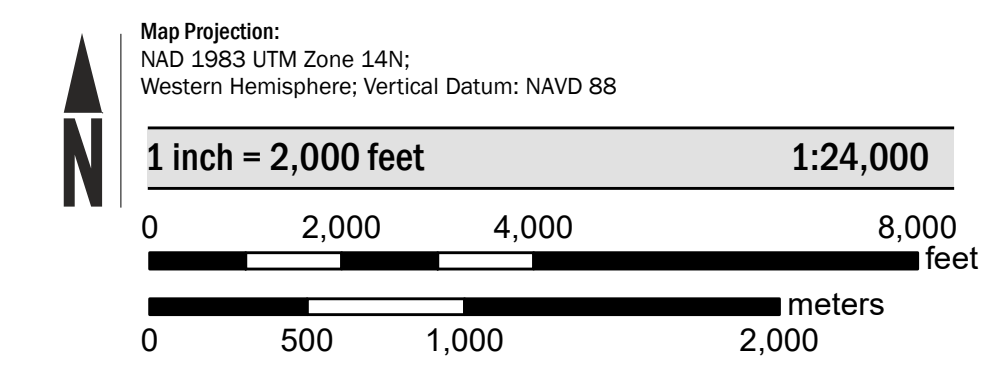 Map Projection:
NAD 1983 UTM Zone 14N;
Western Hemisphere; Vertical Datum: NAVD 88
N
1 inch = 2,000 feet 1:24,000
0 2,000 4,000 8,000
feet
meters
0 500 1,000 2,000